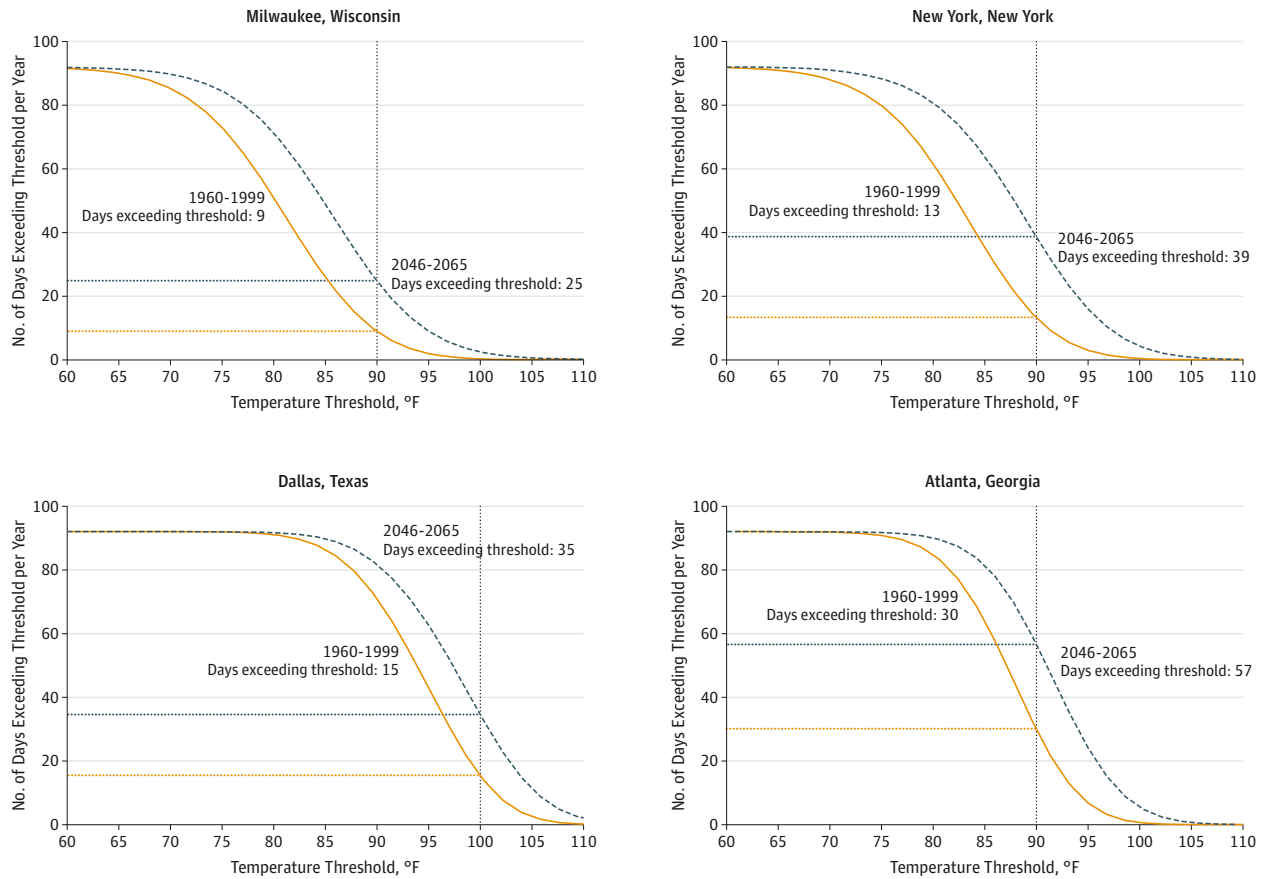 Milwaukee, Wisconsin
No. of Days Exceeding Threshold per Year
100
80
60
40
20
0
1960-1999
Days exceeding threshold: 9
2046-2065
Days exceeding threshold: 25
60 65 70 75 80 85 90 95 100 105 110
Temperature Threshold, °F
New York, New York
No. of Days Exceeding Threshold per Year
100
80
60
40
20
0
1960-1999
Days exceeding threshold: 13
2046-2065
Days exceeding threshold: 39
60 65 70 75 80 85 90 95 100 105 110
Temperature Threshold, °F
Dallas, Texas
No. of Days Exceeding Threshold per Year
100
80
60
40
20
0
2046-2065
Days exceeding threshold: 35
1960-1999
Days exceeding threshold: 15
60 65 70 75 80 85 90 95 100 105 110
Temperature Threshold, °F
Atlanta, Georgia
No. of Days Exceeding Threshold per Year
100
80
60
40
20
0
1960-1999
Days exceeding threshold: 30
2046-2065
Days exceeding threshold: 57
60 65 70 75 80 85 90 95 100 105 110
Temperature Threshold, °F